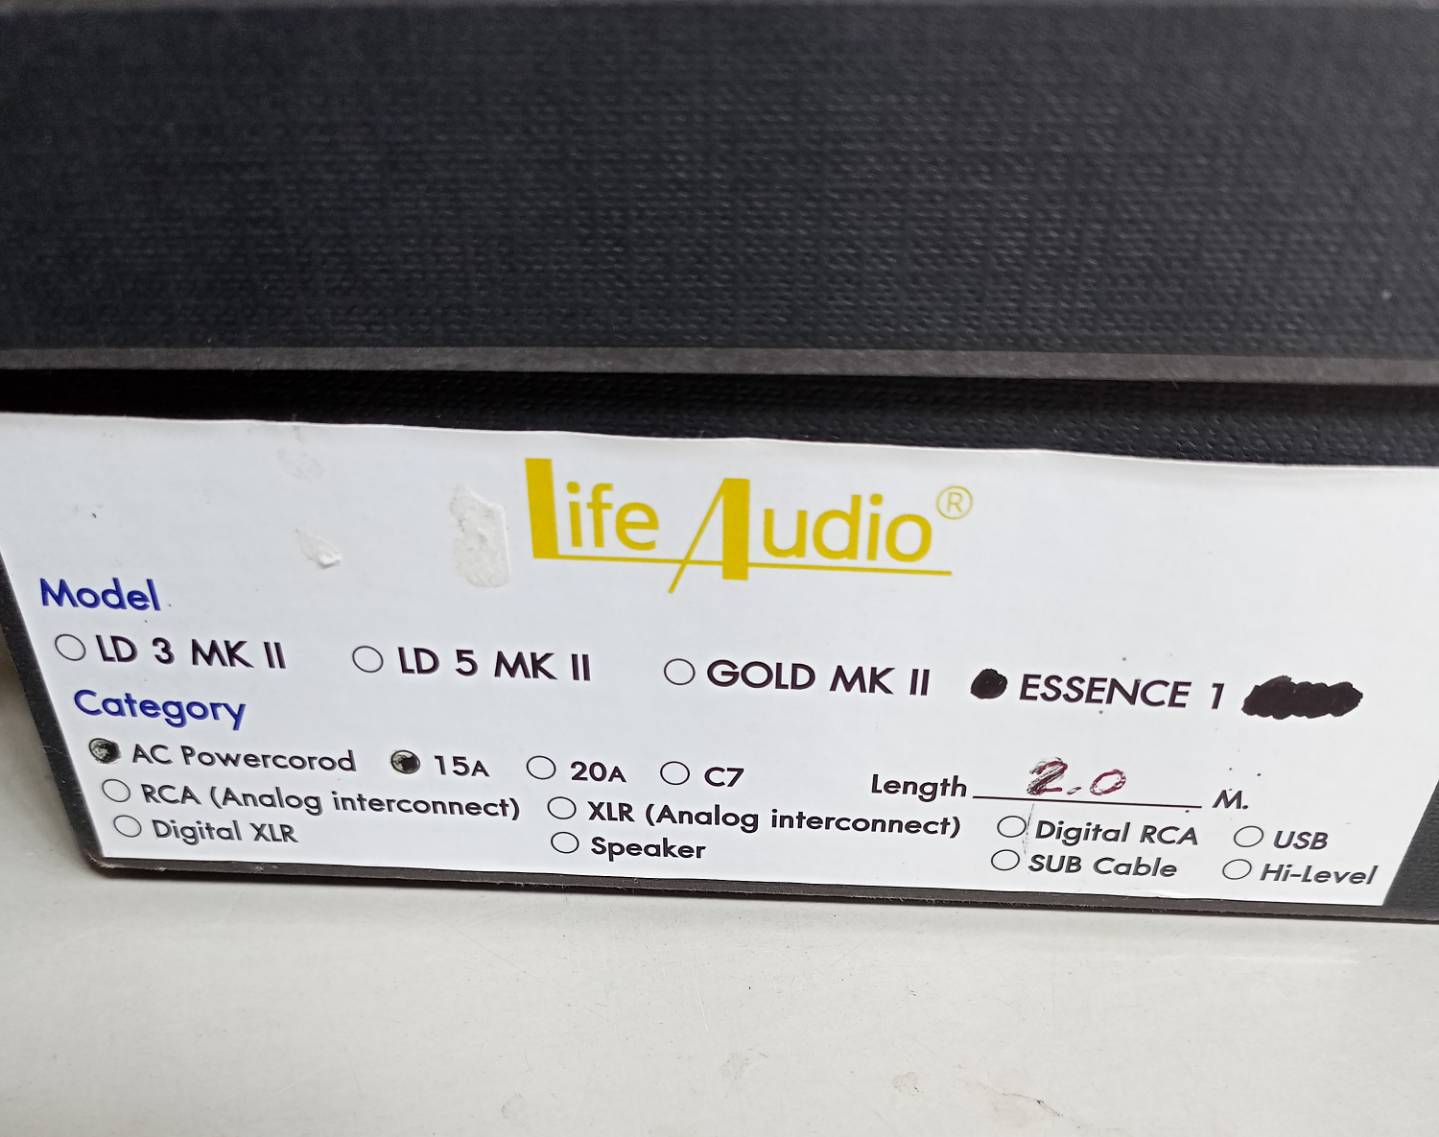 Life Audio®
Model
LD 3 MK II LD 5 MK II GOLD MK II ESSENCE 1
Category
AC Powercorod 15A 20A C7 Length 2.0 M.
RCA (Analog interconnect) XLR (Analog interconnect) Digital RCA USB
Digital XLR Speaker SUB Cable Hi-Level